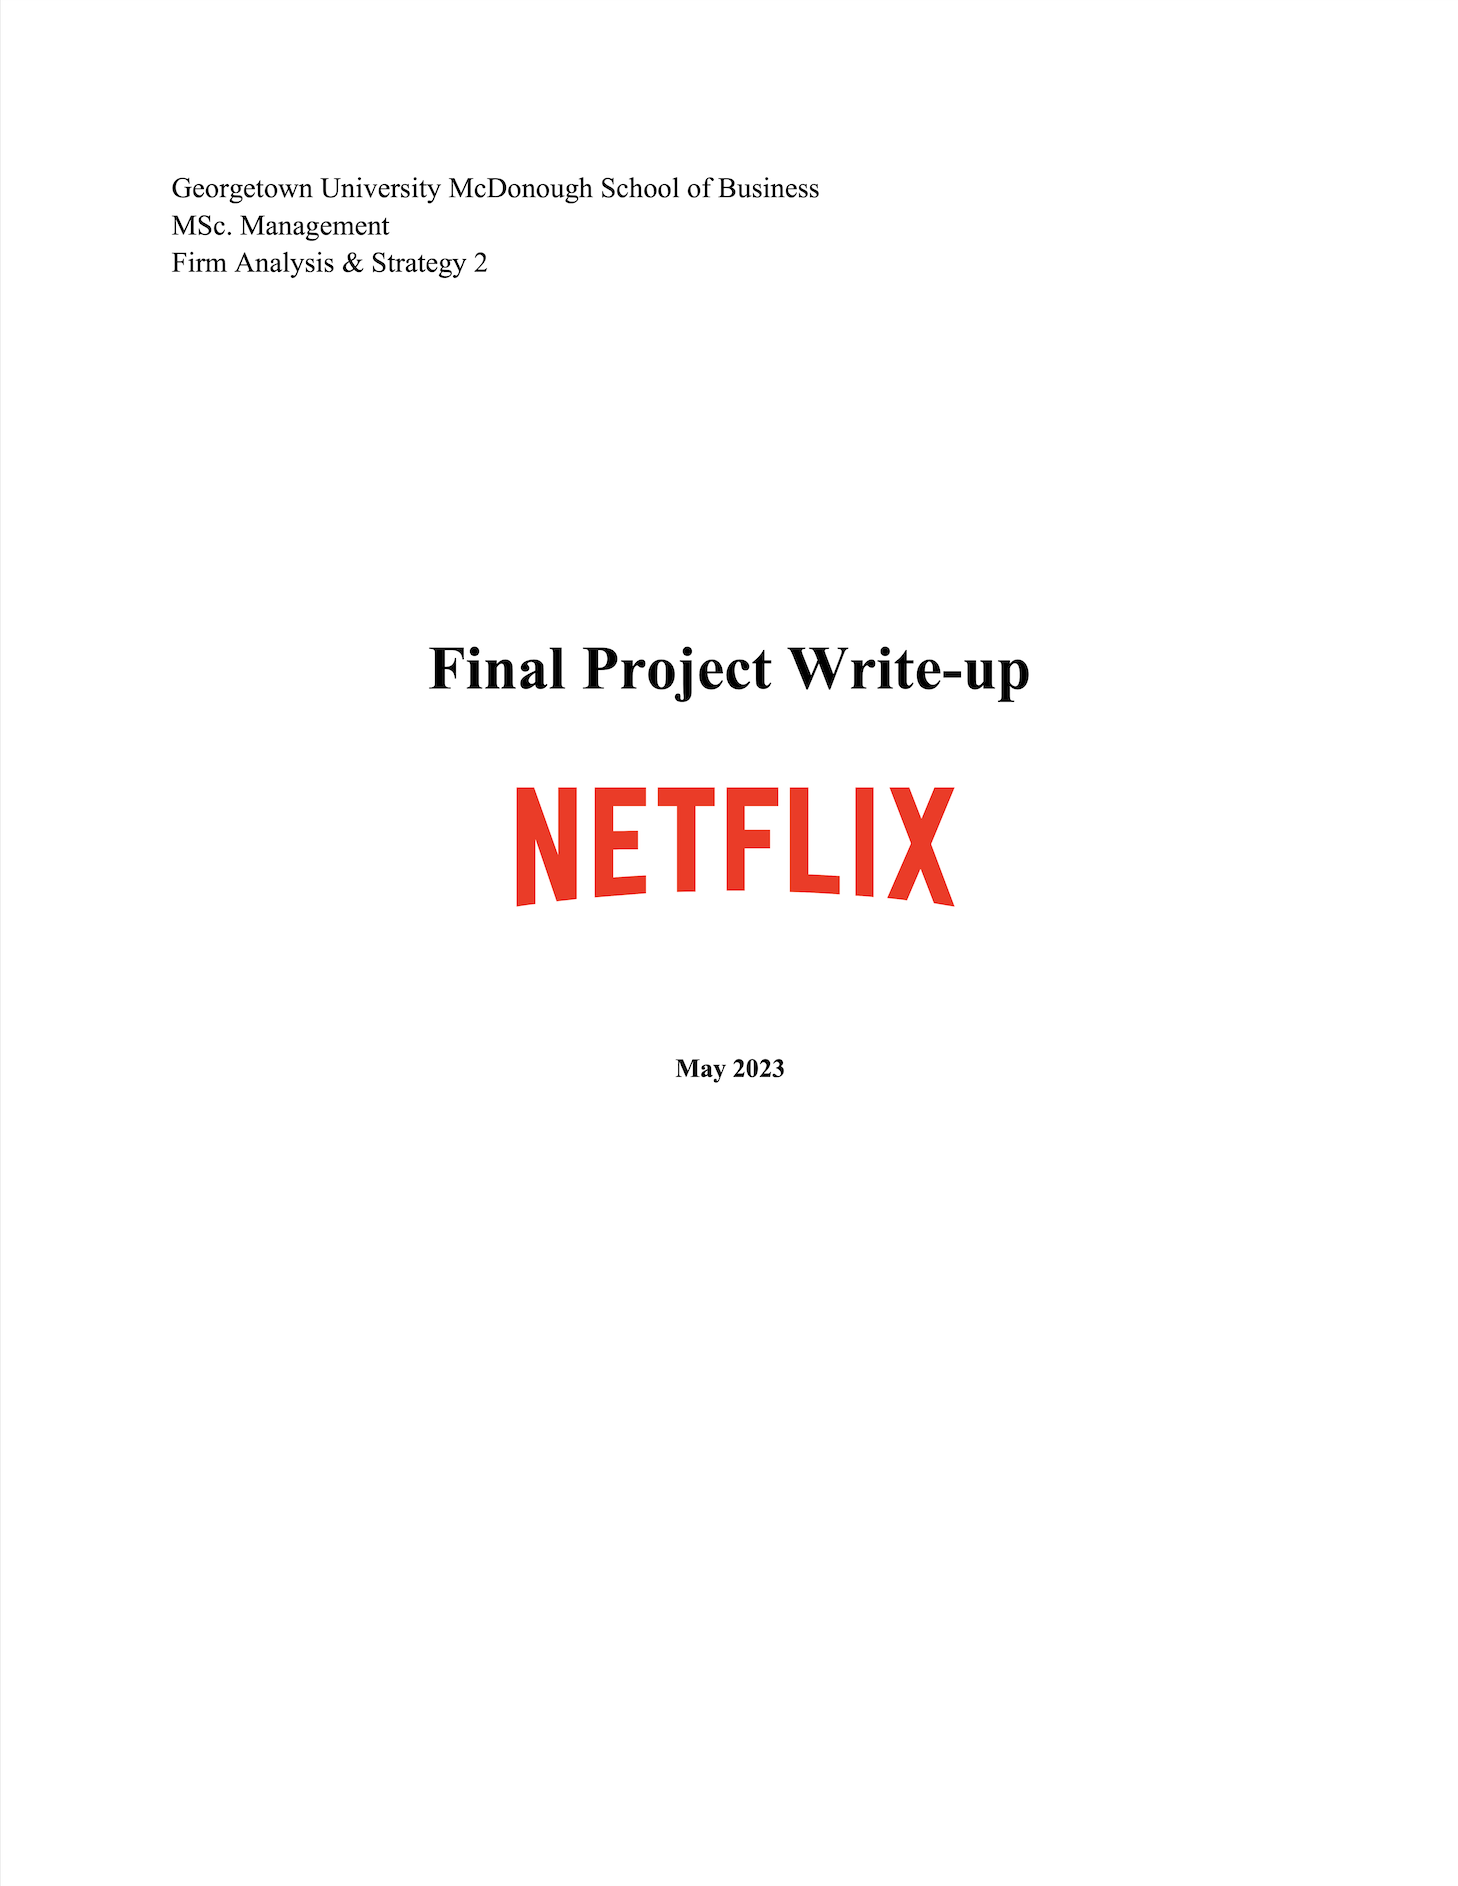 Georgetown University McDonough School of Business
MSc. Management
Firm Analysis & Strategy 2
Final Project Write-up
NETFLIX
May 2023